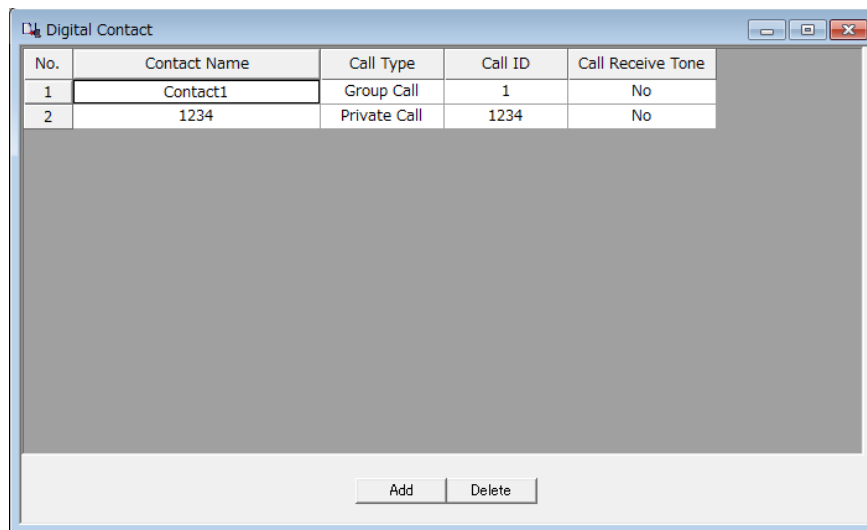 Digital Contact
No. Contact Name Call Type Call ID Call Receive Tone
1 Contact1 Group Call 1 No
2 1234 Private Call 1234 No
Add Delete